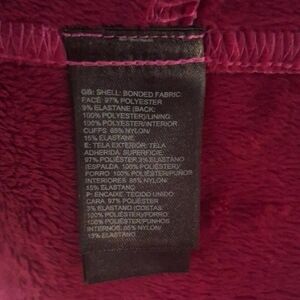 GB: SHELL: BONDED FABRIC
FACE: 97% POLYESTER
3% ELASTANE (BACK:
100% POLYESTER)/LINING:
100% POLYESTER/INTERIOR
CUFFS: 85% NYLON/
15% ELASTANE
E: TELA EXTERIOR: TELA
ADHERIDA. SUPERFICIE:
97% POLIÉSTER 3% ELASTANO
(ESPALDA: 100% POLIÉSTER)/
FORRO: 100% POLIÉSTER/PUÑOS
INTERIORES: 85% NYLON/
15% ELASTANO
P: ENCAIXE: TECIDO UNIDO:
CARA: 97% POLIÉSTER
3% ELASTANO (COSTAS:
100% POLIÉSTER)/FORRO:
100% POLIÉSTER/PUNHOS
INTERNOS: 85% NYLON/
15% ELASTANO